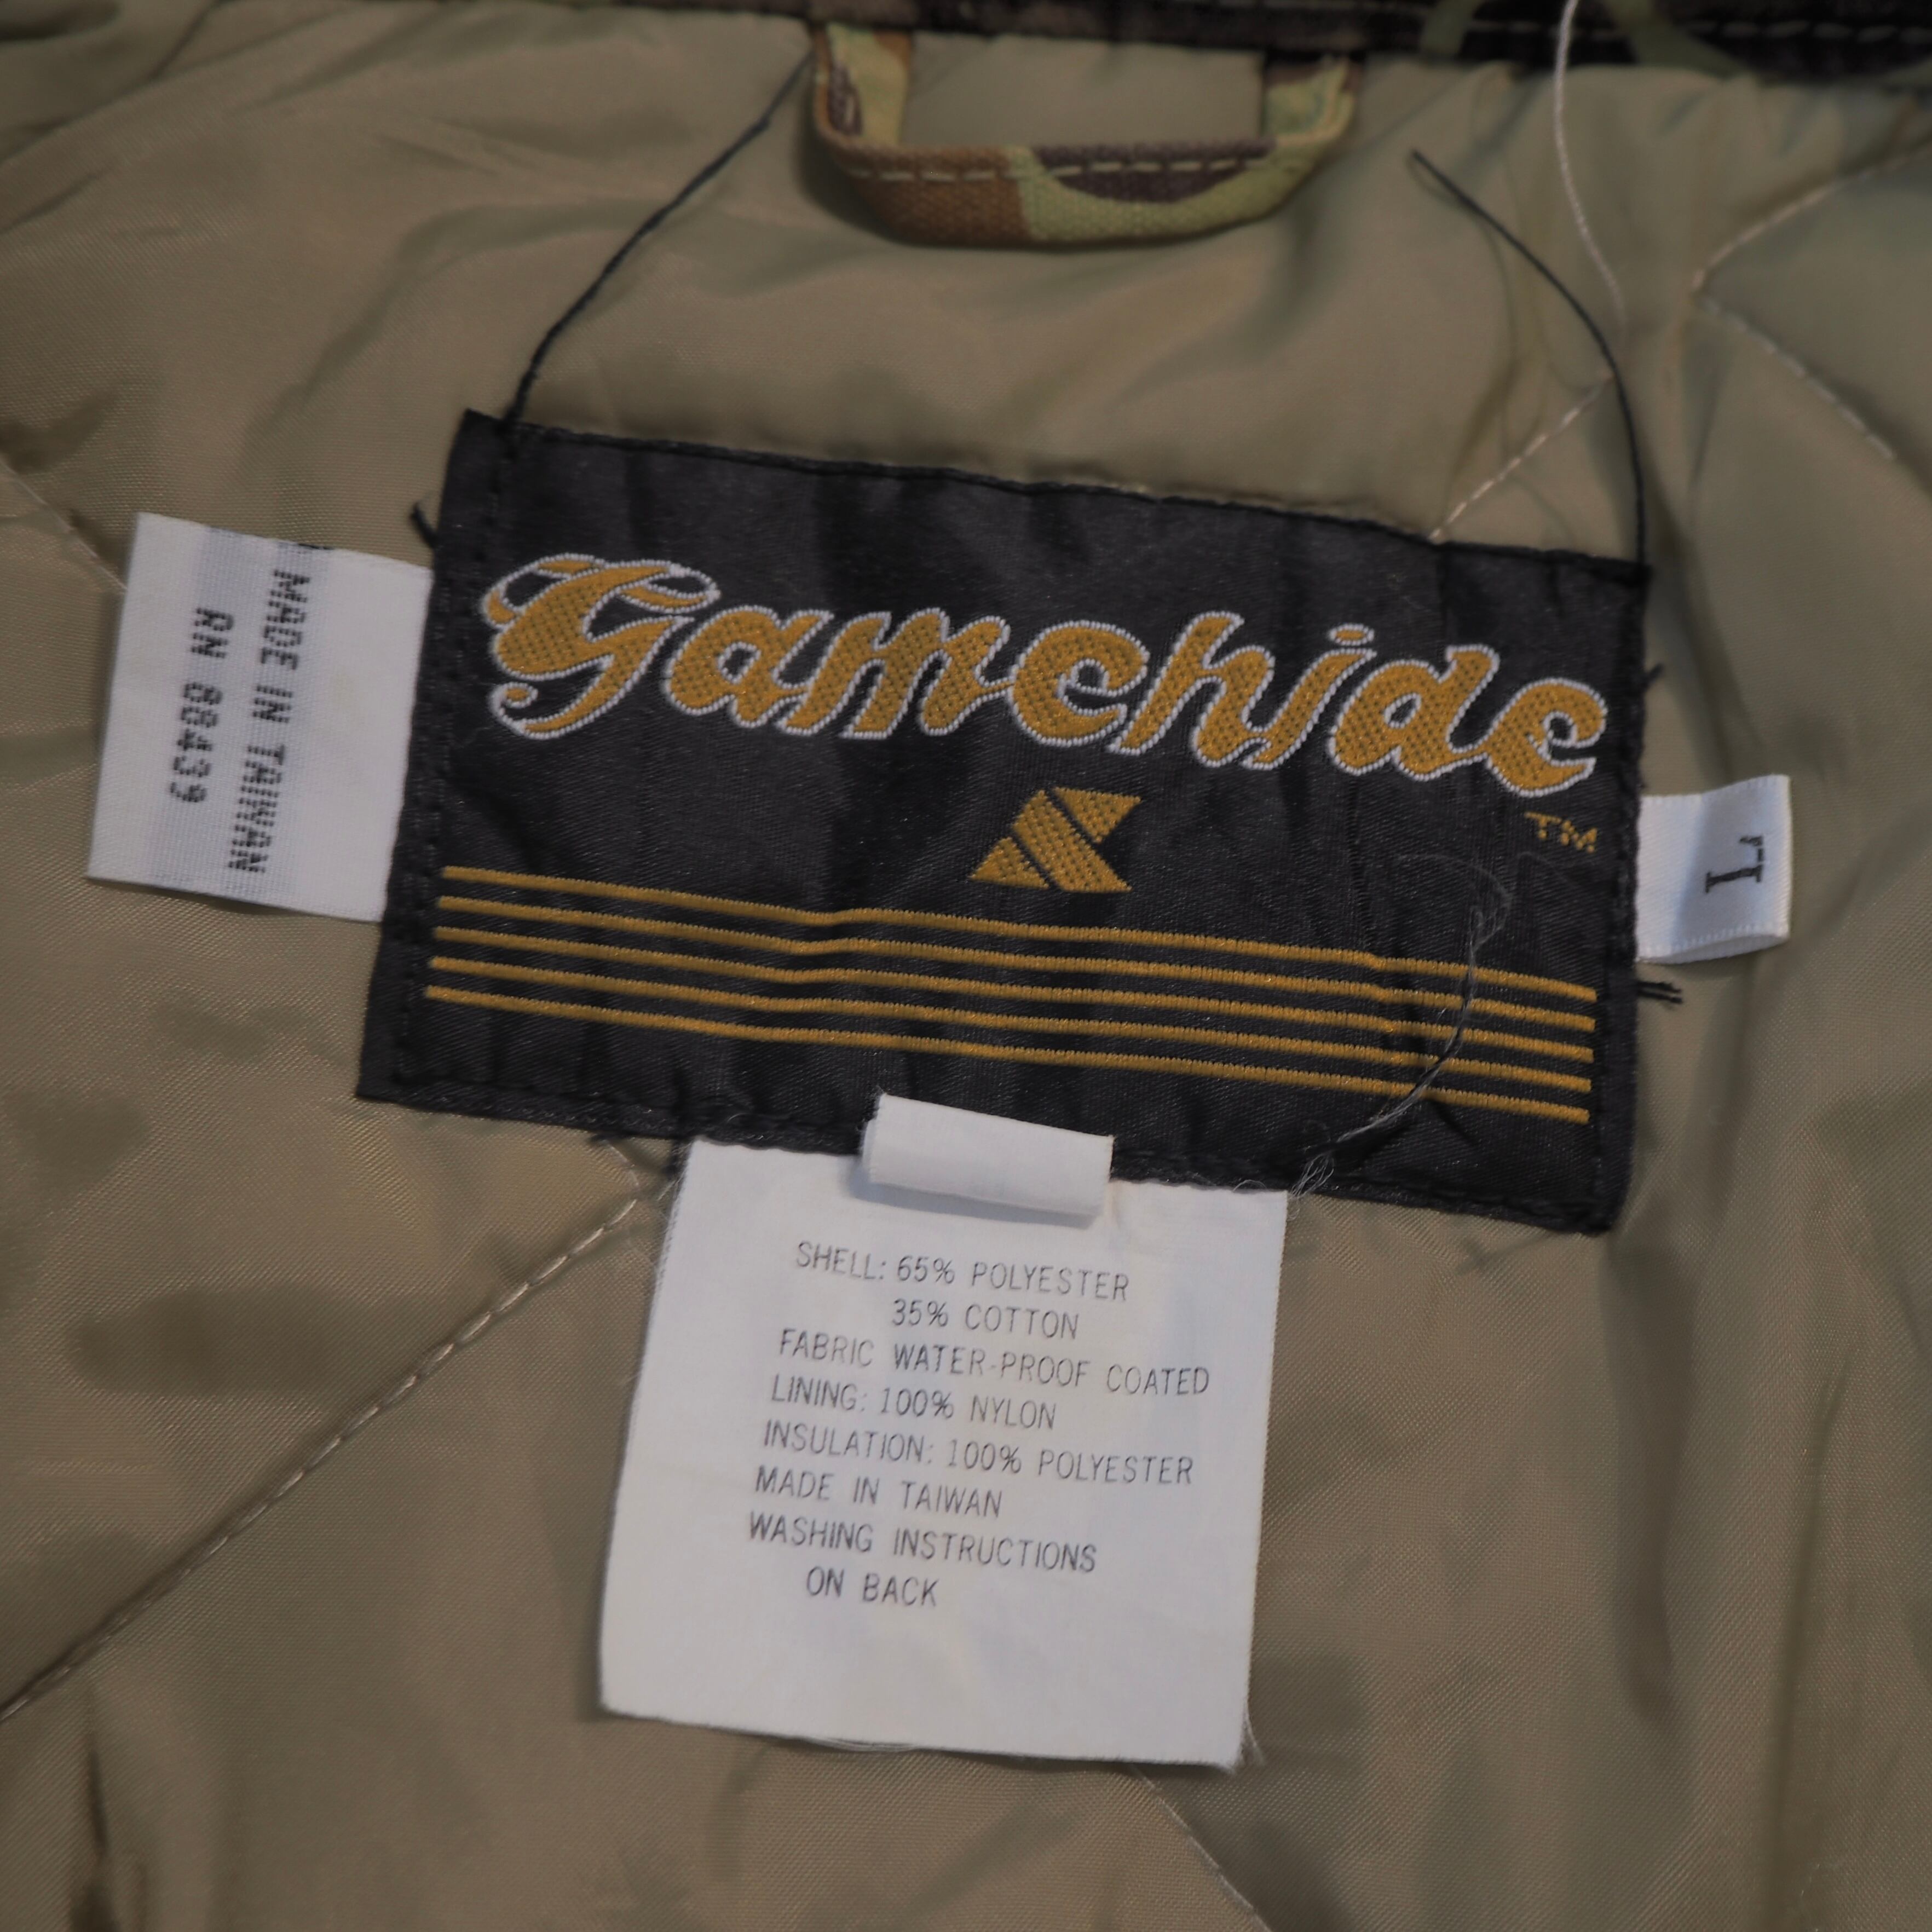 Gamehide
TM
MADE IN TAIWAN
RN 88439
L
SHELL: 65% POLYESTER
35% COTTON
FABRIC WATER-PROOF COATED
LINING: 100% NYLON
INSULATION: 100% POLYESTER
MADE IN TAIWAN
WASHING INSTRUCTIONS
ON BACK